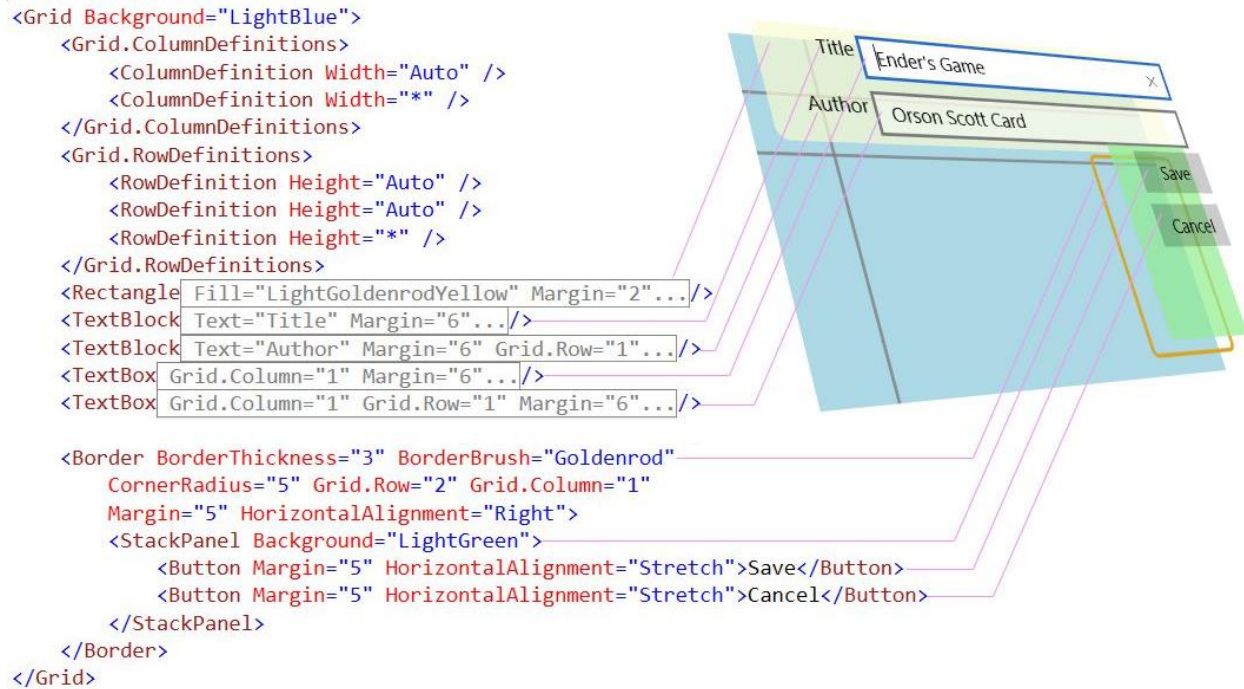 <Grid Background="LightBlue">
    <Grid.ColumnDefinitions>
        <ColumnDefinition Width="Auto" />
        <ColumnDefinition Width="*" />
    </Grid.ColumnDefinitions>
    <Grid.RowDefinitions>
        <RowDefinition Height="Auto" />
        <RowDefinition Height="Auto" />
        <RowDefinition Height="*" />
    </Grid.RowDefinitions>
    <Rectangle Fill="LightGoldenrodYellow" Margin="2".../>
    <TextBlock Text="Title" Margin="6".../>
    <TextBlock Text="Author" Margin="6" Grid.Row="1".../>
    <TextBox Grid.Column="1" Margin="6".../>
    <TextBox Grid.Column="1" Grid.Row="1" Margin="6".../>
    <Border BorderThickness="3" BorderBrush="Goldenrod"
        CornerRadius="5" Grid.Row="2" Grid.Column="1"
        Margin="5" HorizontalAlignment="Right">
        <StackPanel Background="LightGreen">
            <Button Margin="5" HorizontalAlignment="Stretch">Save</Button>
            <Button Margin="5" HorizontalAlignment="Stretch">Cancel</Button>
        </StackPanel>
    </Border>
</Grid>
Title Ender's Game X
Author Orson Scott Card
Save
Cancel